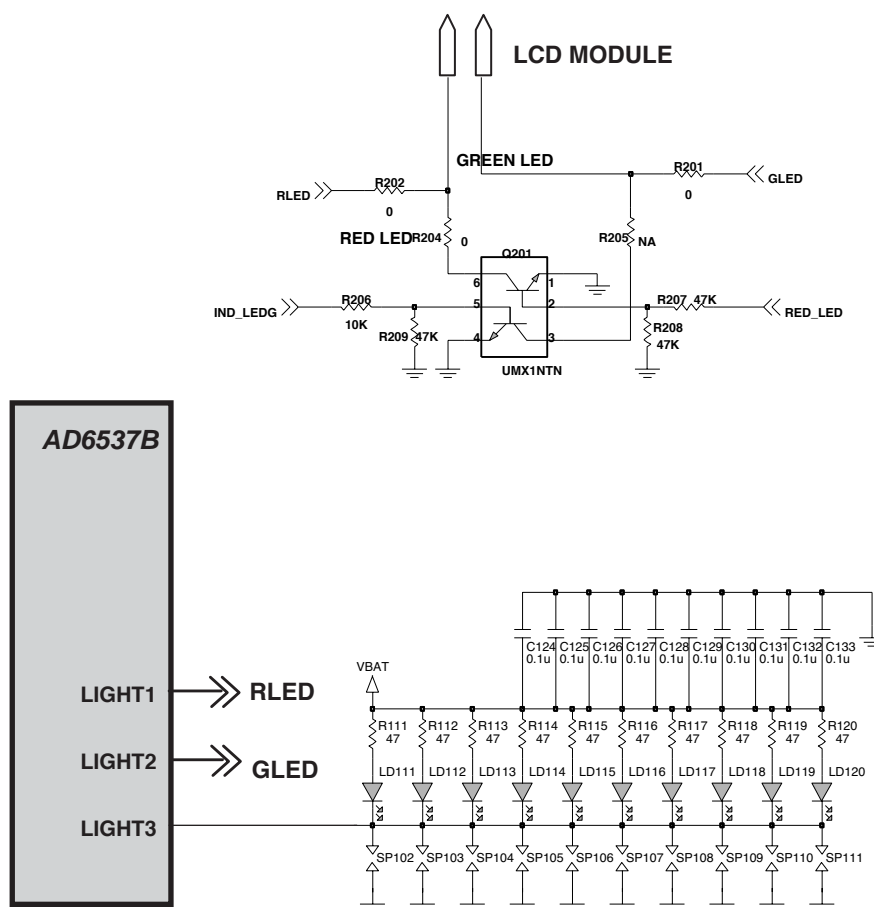 LCD MODULE
GREEN LED
R201
R202
RLED
GLED
0
0
RED LED
R204
0
R205
NA
Q201
6
1
R206
5
2
R207 47K
IND_LEDG
RED_LED
10K
R209 47K
4
3
R208
47K
UMX1NTN
AD6537B
C124 C125 C126 C127 C128 C129 C130 C131 C132 C133
0.1u 0.1u 0.1u 0.1u 0.1u 0.1u 0.1u 0.1u 0.1u 0.1u
VBAT
LIGHT1
RLED
R111 R112 R113 R114 R115 R116 R117 R118 R119 R120
47 47 47 47 47 47 47 47 47 47
LIGHT2
GLED
LD111 LD112 LD113 LD114 LD115 LD116 LD117 LD118 LD119 LD120
LIGHT3
SP102 SP103 SP104 SP105 SP106 SP107 SP108 SP109 SP110 SP111